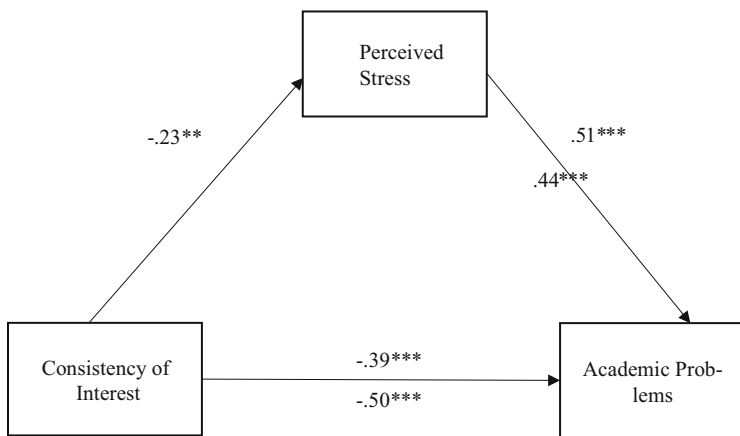 Perceived
Stress
-.23**
.51***
.44***
Consistency of
Interest
-.39***
-.50***
Academic Prob-
lems